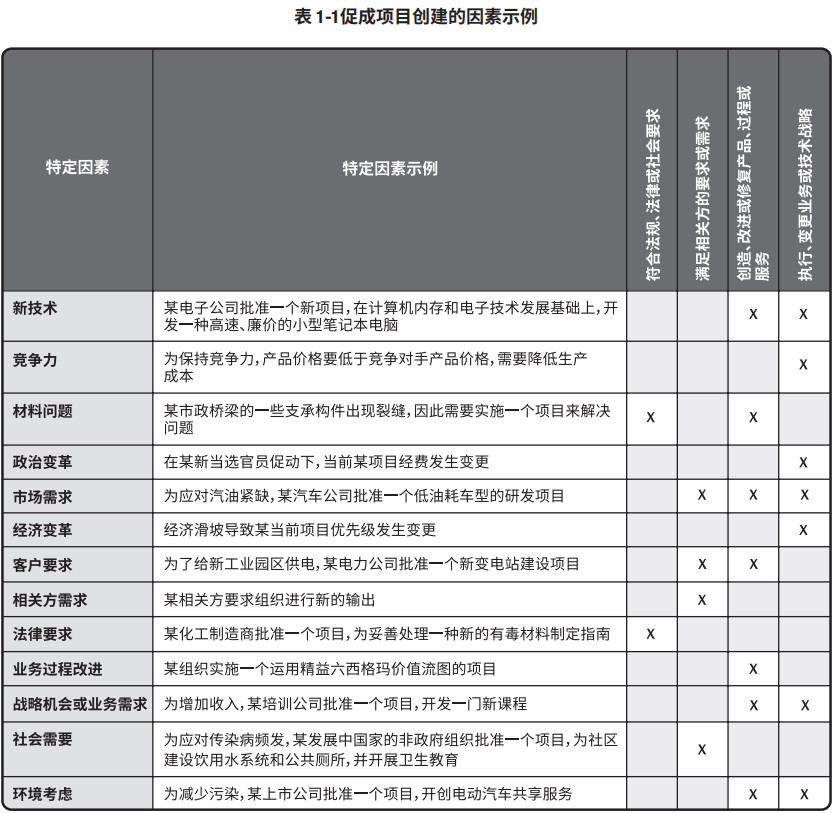 表 1-1促成项目创建的因素示例
特定因素
特定因素示例
符合法规、法律或社会要求
满足相关方的要求或需求
创造、改进或修复产品、过程或
服务
执行、变更业务或技术战略
新技术
某电子公司批准一个新项目，在计算机内存和电子技术发展基础上，开
发一种高速、廉价的小型笔记本电脑
X X
竞争力
为保持竞争力，产品价格要低于竞争对手产品价格，需要降低生产
成本
X
材料问题
某市政桥梁的一些支承构件出现裂缝，因此需要实施一个项目来解决
问题
X X
政治变革
在某新当选官员促动下，当前某项目经费发生变更
X
市场需求
为应对汽油紧缺，某汽车公司批准一个低油耗车型的研发项目
X X X
经济变革
经济滑坡导致某当前项目优先级发生变更
X
客户要求
为了给新工业园区供电，某电力公司批准一个新变电站建设项目
X X
相关方需求
某相关方要求组织进行新的输出
X
法律要求
某化工制造商批准一个项目，为妥善处理一种新的有毒材料制定指南
X
业务过程改进
某组织实施一个运用精益六西格玛价值流图的项目
X
战略机会或业务需求
为增加收入，某培训公司批准一个项目，开发一门新课程
X X
社会需要
为应对传染病频发，某发展中国家的非政府组织批准一个项目，为社区
建设饮用水系统和公共厕所，并开展卫生教育
X
环境考虑
为减少污染，某上市公司批准一个项目，开创电动汽车共享服务
X X